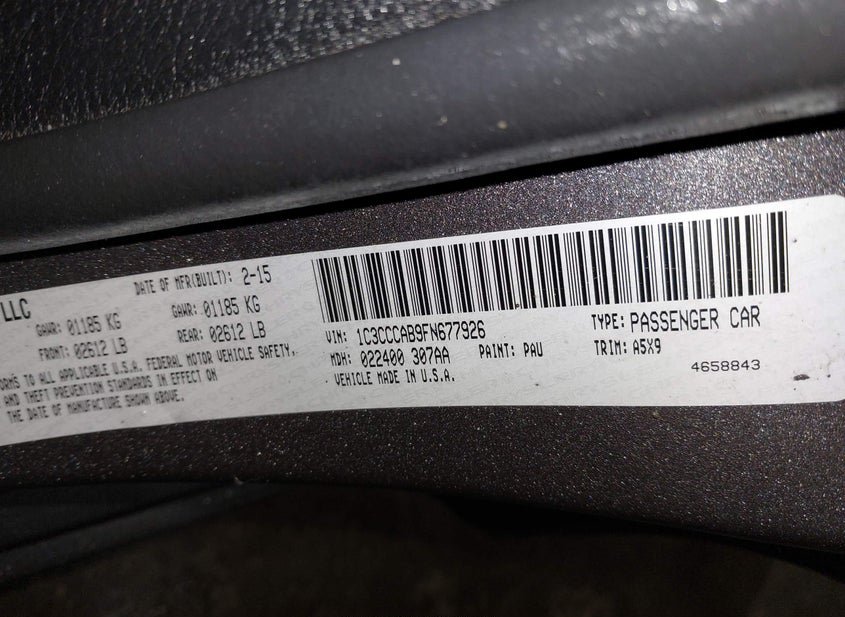 LLC
DATE OF MFR(BUILT): 2-15
GAWR: 01185 KG GAWR: 01185 KG
FRONT: 02612 LB REAR: 02612 LB
ORMS TO ALL APPLICABLE U.S.A. FEDERAL MOTOR VEHICLE SAFETY,
AND THEFT PREVENTION STANDARDS IN EFFECT ON
THE DATE OF MANUFACTURE SHOWN ABOVE.
VIN: 1C3CCCAB9FN677926 TYPE: PASSENGER CAR
MDH: 022400 307AA PAINT: PAU TRIM: A5X9
VEHICLE MADE IN U.S.A. 4658843